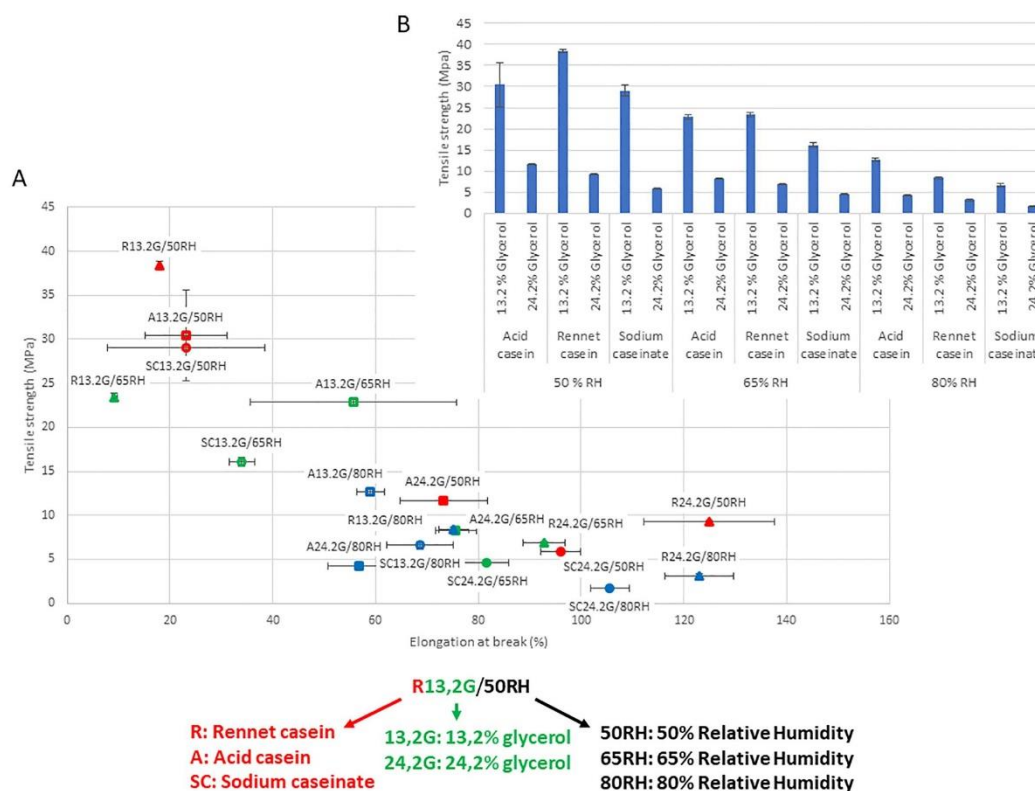 B
Tensile strength (Mpa)
45
40
35
30
25
20
15
10
5
0
13.2 % Glycerol
24.2% Glycerol
13.2 % Glycerol
24.2% Glycerol
13.2 % Glycerol
24.2% Glycerol
13.2 % Glycerol
24.2% Glycerol
13.2 % Glycerol
24.2% Glycerol
13.2 % Glycerol
24.2% Glycerol
13.2 % Glycerol
24.2% Glycerol
13.2 % Glycerol
24.2% Glycerol
13.2 % Glycerol
24.2% Glycerol
Acid Rennet Sodium Acid Rennet Sodium Acid Rennet Sodium
casein casein caseinate casein casein caseinate casein casein caseinate
50 % RH 65% RH 80% RH
A
Tensile strength (MPa)
45
40
35
30
25
20
15
10
5
0
R13.2G/50RH
A13.2G/50RH
SC13.2G/50RH
R13.2G/65RH
A13.2G/65RH
SC13.2G/65RH
A13.2G/80RH
A24.2G/50RH
R24.2G/50RH
R13.2G/80RH
A24.2G/65RH
R24.2G/65RH
A24.2G/80RH
SC13.2G/80RH
SC24.2G/50RH
R24.2G/80RH
SC24.2G/65RH
SC24.2G/80RH
0 20 40 60 80 100 120 140 160
Elongation at break (%)
R13,2G/50RH
R: Rennet casein
A: Acid casein
SC: Sodium caseinate
13,2G: 13,2% glycerol
24,2G: 24,2% glycerol
50RH: 50% Relative Humidity
65RH: 65% Relative Humidity
80RH: 80% Relative Humidity